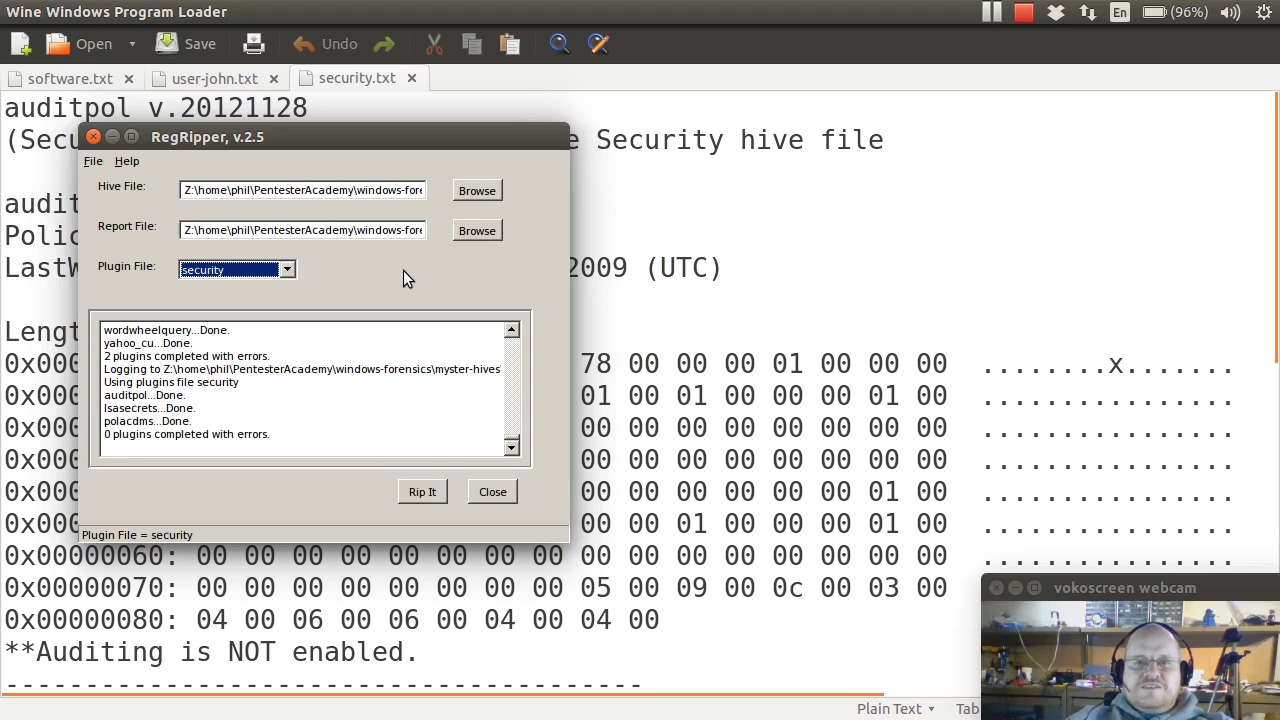 Wine Windows Program Loader
En
(96%)
Open
Save
Undo
software.txt
user-john.txt
security.txt
auditpol v.20121128
(Secu
e Security hive file
audit
Polic
LastW
2009 (UTC)
Lengt
0x000
78 00 00 00 01 00 00 00 ........x.......
0x000
01 00 01 00 00 00 01 00 ................
0x000
00 00 00 00 00 00 00 00 ................
0x000
00 00 00 00 00 00 00 00 ................
0x000
00 00 00 00 00 00 01 00 ................
0x000
00 00 01 00 00 00 01 00 ................
0x00000060: 00 00 00 00 00 00 00 00 00 00 00 00 00 00 00 00 ................
0x00000070: 00 00 00 00 00 00 00 00 05 00 09 00 0c 00 03 00
0x00000080: 04 00 06 00 06 00 04 00 04 00
**Auditing is NOT enabled.
----------------------------------------
RegRipper, v.2.5
File Help
Hive File:
Z:\home\phil\PentesterAcademy\windows-fore
Browse
Report File:
Z:\home\phil\PentesterAcademy\windows-fore
Browse
Plugin File:
security
wordwheelquery...Done.
yahoo_cu...Done.
2 plugins completed with errors.
Logging to Z:\home\phil\PentesterAcademy\windows-forensics\myster-hives
Using plugins file security
auditpol...Done.
lsasecrets...Done.
polacdms...Done.
0 plugins completed with errors.
Rip It
Close
Plugin File = security
vokoscreen webcam
Plain Text
Tab